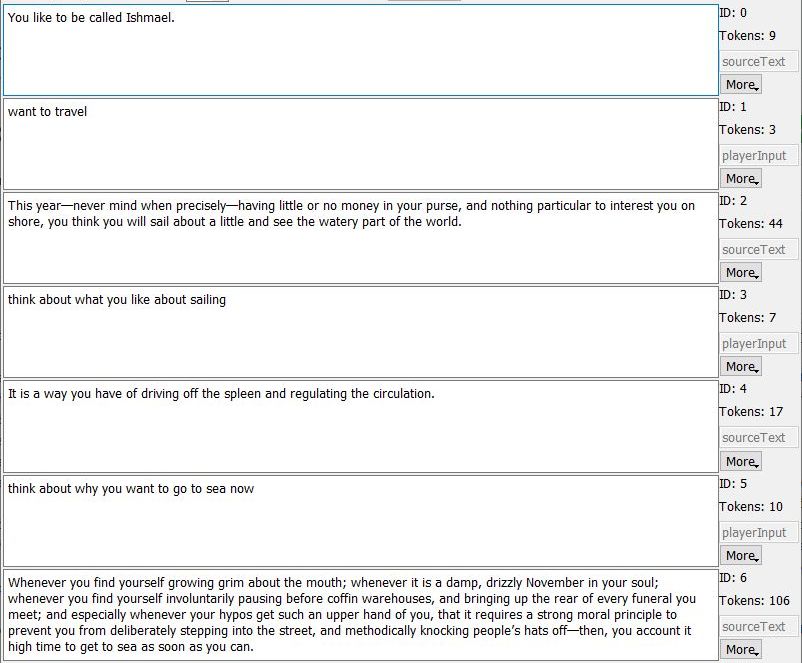 You like to be called Ishmael.
ID: 0
Tokens: 9
sourceText
More
want to travel
ID: 1
Tokens: 3
playerInput
More
This year—never mind when precisely—having little or no money in your purse, and nothing particular to interest you on
shore, you think you will sail about a little and see the watery part of the world.
ID: 2
Tokens: 44
sourceText
More
think about what you like about sailing
ID: 3
Tokens: 7
playerInput
More
It is a way you have of driving off the spleen and regulating the circulation.
ID: 4
Tokens: 17
sourceText
More
think about why you want to go to sea now
ID: 5
Tokens: 10
playerInput
More
Whenever you find yourself growing grim about the mouth; whenever it is a damp, drizzly November in your soul;
whenever you find yourself involuntarily pausing before coffin warehouses, and bringing up the rear of every funeral you
meet; and especially whenever your hypos get such an upper hand of you, that it requires a strong moral principle to
prevent you from deliberately stepping into the street, and methodically knocking people's hats off—then, you account it
high time to get to sea as soon as you can.
ID: 6
Tokens: 106
sourceText
More